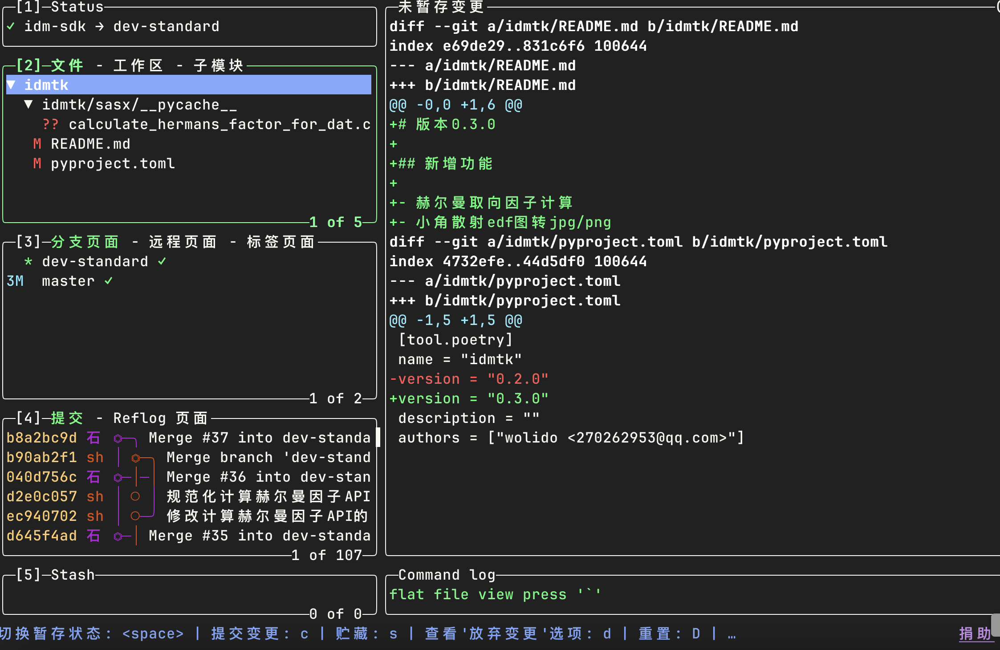 [1]─Status
✓ idm-sdk → dev-standard
[2]─文件 - 工作区 - 子模块
▼ idmtk
▼ idmtk/sasx/__pycache__
?? calculate_hermans_factor_for_dat.c
M README.md
M pyproject.toml
1 of 5
[3]─分支页面 - 远程页面 - 标签页面
* dev-standard ✓
3M master ✓
1 of 2
[4]─提交 - Reflog 页面
b8a2bc9d 石 Merge #37 into dev-standa
b90ab2f1 sh Merge branch 'dev-stand
040d756c 石 Merge #36 into dev-stan
d2e0c057 sh 规范化计算赫尔曼因子API
ec940702 sh 修改计算赫尔曼因子API的
d645f4ad 石 Merge #35 into dev-standa
1 of 107
[5]─Stash
0 of 0
未暂存变更
diff --git a/idmtk/README.md b/idmtk/README.md
index e69de29..831c6f6 100644
--- a/idmtk/README.md
+++ b/idmtk/README.md
@@ -0,0 +1,6 @@
+# 版本0.3.0
+
+## 新增功能
+
+- 赫尔曼取向因子计算
+- 小角散射edf图转jpg/png
diff --git a/idmtk/pyproject.toml b/idmtk/pyproject.toml
index 4732efe..44d5df0 100644
--- a/idmtk/pyproject.toml
+++ b/idmtk/pyproject.toml
@@ -1,5 +1,5 @@
[tool.poetry]
name = "idmtk"
-version = "0.2.0"
+version = "0.3.0"
description = ""
authors = ["wolido <270262953@qq.com>"]
Command log
flat file view press '`'
切换暂存状态: <space> | 提交变更: c | 贮藏: s | 查看'放弃变更'选项: d | 重置: D | …
捐助